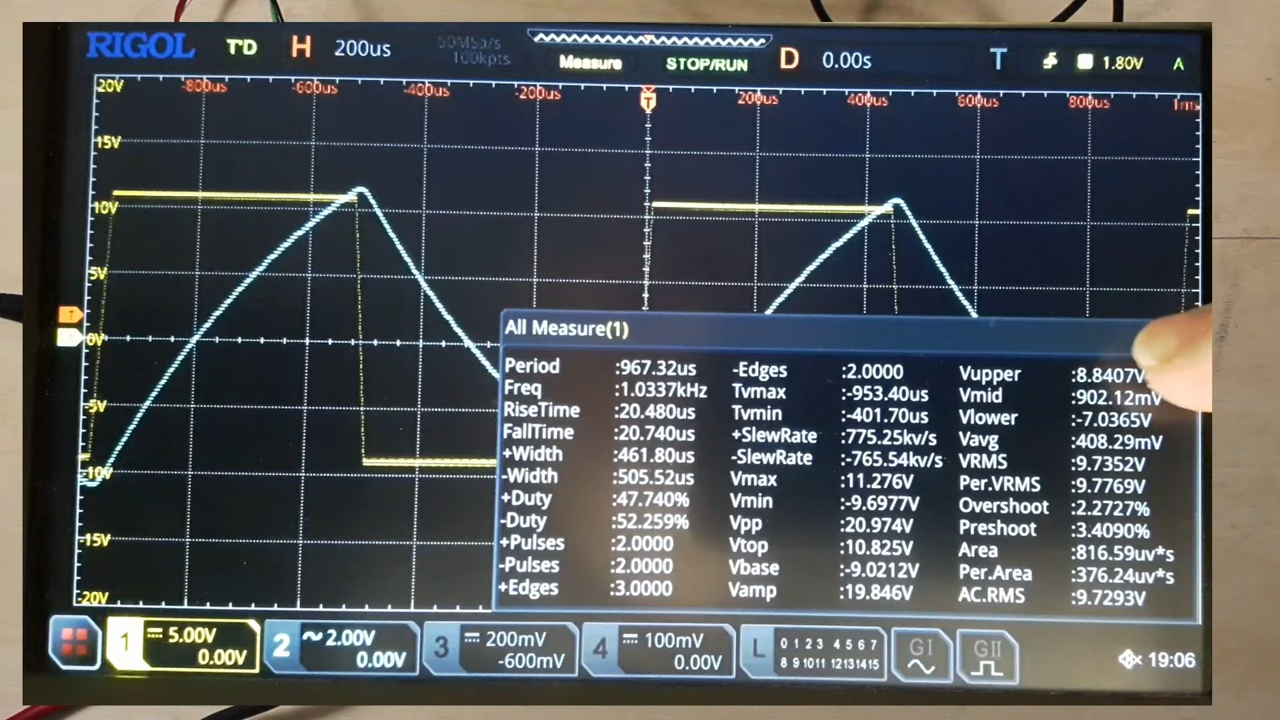 RIGOL T'D H 200us 50MSa/s 100kpts Measure STOP/RUN D 0.00s T 1.80V A
20V -800us -600us -400us -200us T 200us 400us 600us 800us 1ms
15V
10V
5V
0V
-5V
-10V
-15V
-20V
All Measure(1)
Period :967.32us -Edges :2.0000 Vupper :8.8407V
Freq :1.0337kHz Tvmax :-953.40us Vmid :902.12mV
RiseTime :20.480us Tvmin :-401.70us Vlower :-7.0365V
FallTime :20.740us +SlewRate :775.25kv/s Vavg :408.29mV
+Width :461.80us -SlewRate :-765.54kv/s VRMS :9.7352V
-Width :505.52us Vmax :11.276V Per.VRMS :9.7769V
+Duty :47.740% Vmin :-9.6977V Overshoot :2.2727%
-Duty :52.259% Vpp :20.974V Preshoot :3.4090%
+Pulses :2.0000 Vtop :10.825V Area :816.59uv*s
-Pulses :2.0000 Vbase :-9.0212V Per.Area :376.24uv*s
+Edges :3.0000 Vamp :19.846V AC.RMS :9.7293V
1 5.00V 2 2.00V 3 200mV 4 100mV L 0 1 2 3 4 5 6 7 GI GII
0.00V 0.00V -600mV 0.00V 8 9 10 11 12 13 14 15 19:06